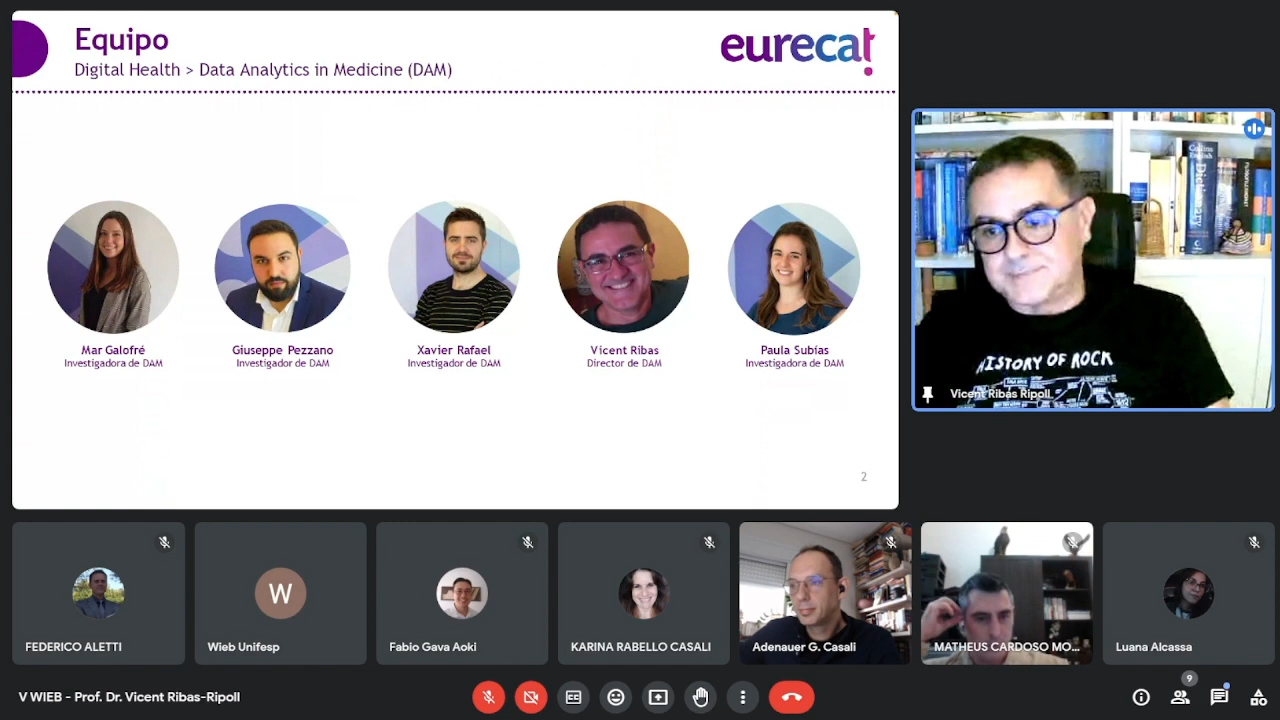 Equipo
Digital Health > Data Analytics in Medicine (DAM)
eurecat
Mar Galofré
Investigadora de DAM
Giuseppe Pezzano
Investigador de DAM
Xavier Rafael
Investigador de DAM
Vicent Ribas
Director de DAM
Paula Subías
Investigadora de DAM
2
Collins
English
Dictionary
HISTORY OF ROCK
Vicent Ribas Ripoll
FEDERICO ALETTI
W
Wieb Unifesp
Fabio Gava Aoki
KARINA RABELLO CASALI
Adenauer G. Casali
MATHEUS CARDOSO MO...
Luana Alcassa
V WIEB - Prof. Dr. Vicent Ribas-Ripoll
9